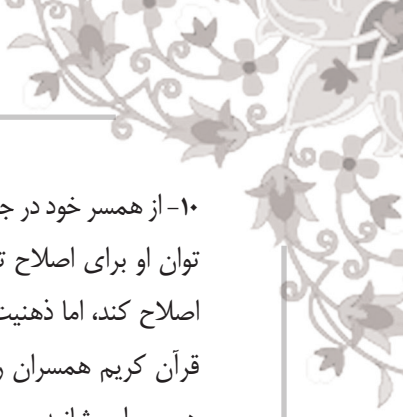 ۱۰- از همسر خود در ج
توان او برای اصلاح ت
اصلاح کند، اما ذهنیت
قرآن کریم همسران ر